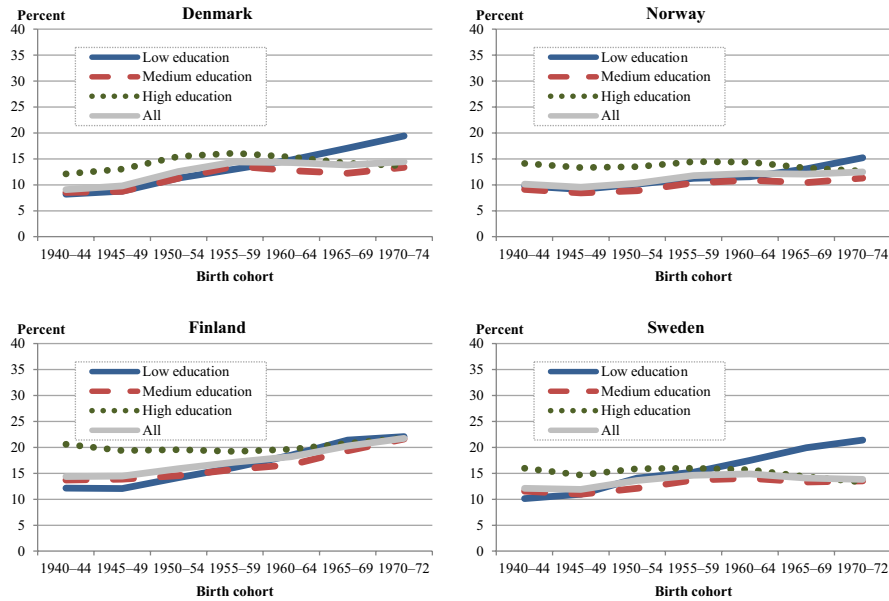 Percent Denmark
40
35
30
25
20
15
10
5
0
Low education
Medium education
High education
All
1940–44 1945–49 1950–54 1955–59 1960–64 1965–69 1970–74
Birth cohort
Percent Norway
40
35
30
25
20
15
10
5
0
Low education
Medium education
High education
All
1940–44 1945–49 1950–54 1955–59 1960–64 1965–69 1970–74
Birth cohort
Percent Finland
40
35
30
25
20
15
10
5
0
Low education
Medium education
High education
All
1940–44 1945–49 1950–54 1955–59 1960–64 1965–69 1970–72
Birth cohort
Percent Sweden
40
35
30
25
20
15
10
5
0
Low education
Medium education
High education
All
1940–44 1945–49 1950–54 1955–59 1960–64 1965–69 1970–72
Birth cohort